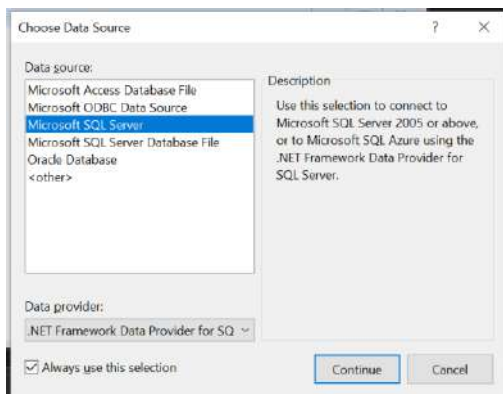 Choose Data Source
? ×
Data source:
Microsoft Access Database File
Microsoft ODBC Data Source
Microsoft SQL Server
Microsoft SQL Server Database File
Oracle Database
<other>
Description
Use this selection to connect to
Microsoft SQL Server 2005 or above,
or to Microsoft SQL Azure using the
.NET Framework Data Provider for
SQL Server.
Data provider:
.NET Framework Data Provider for SQ
Always use this selection
Continue
Cancel